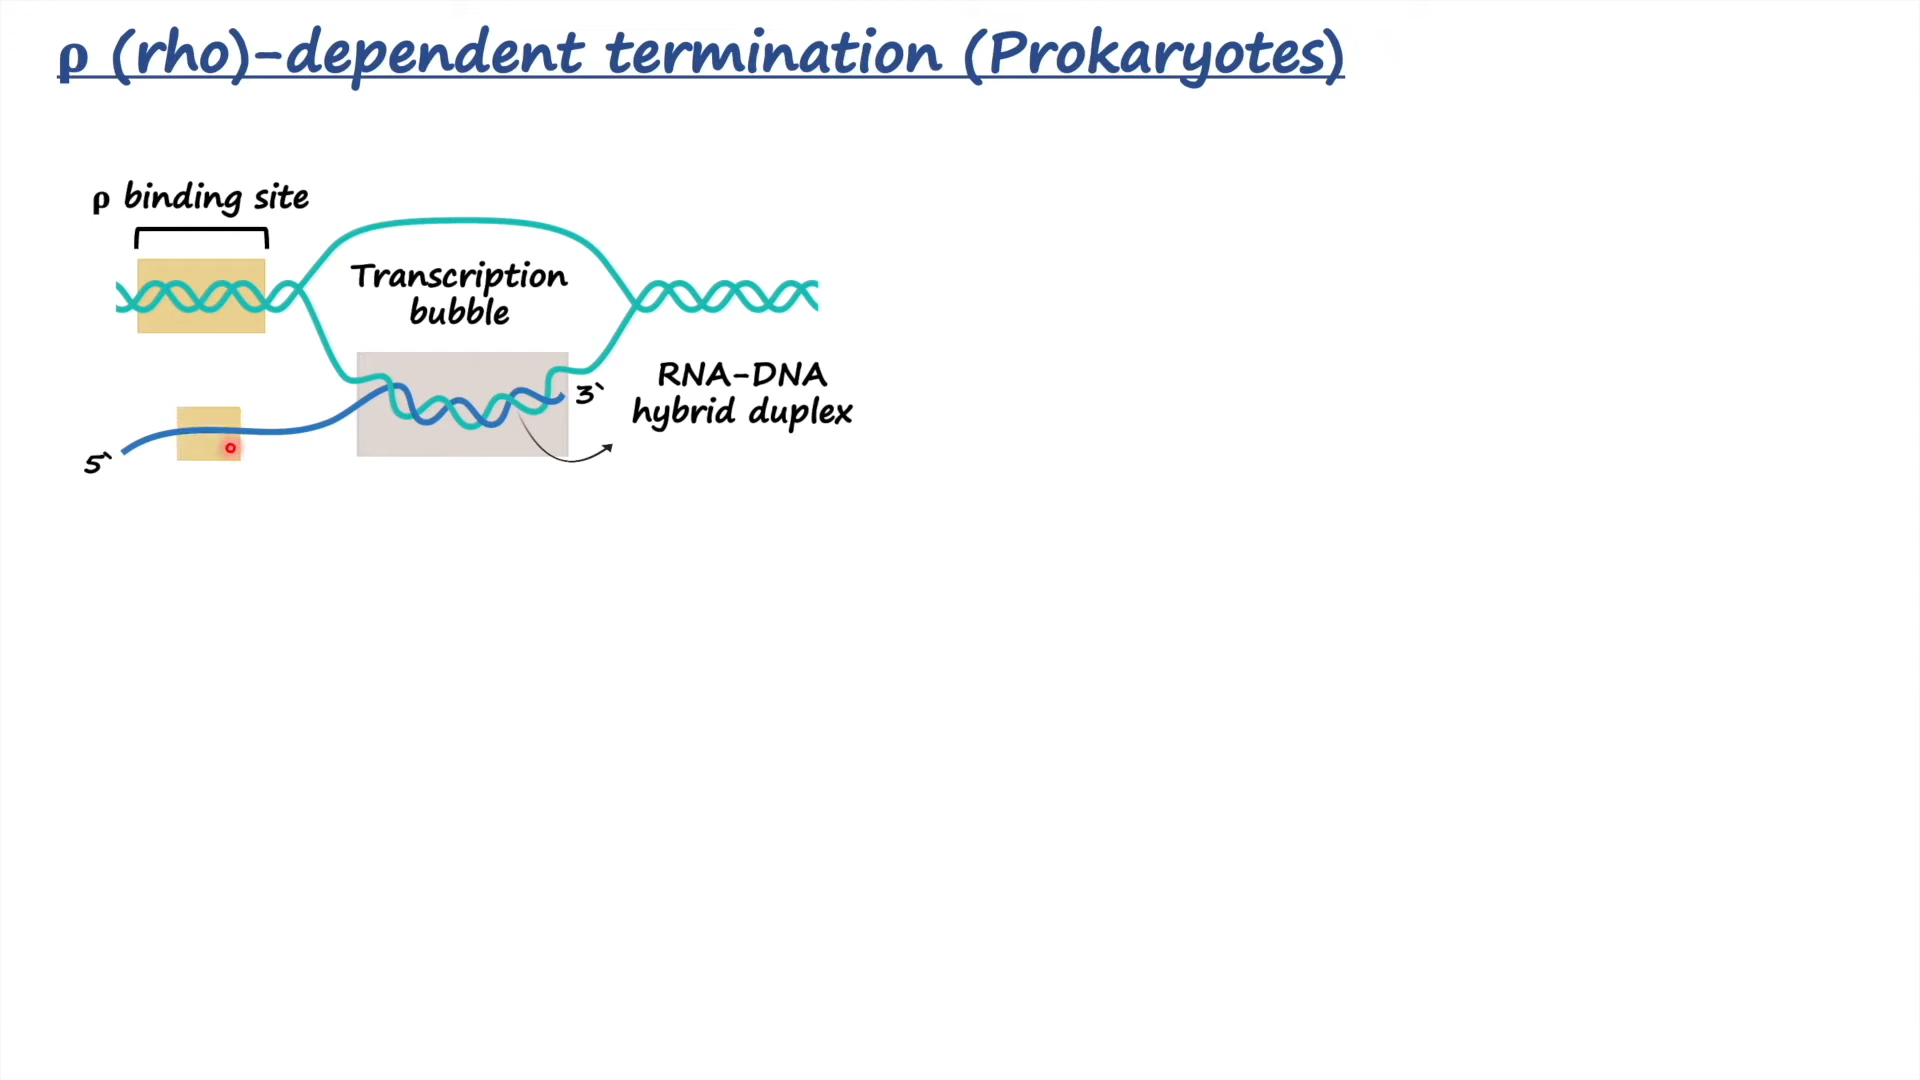 ρ (rho)-dependent termination (Prokaryotes)
ρ binding site
Transcription
bubble
RNA-DNA
hybrid duplex
3`
5`